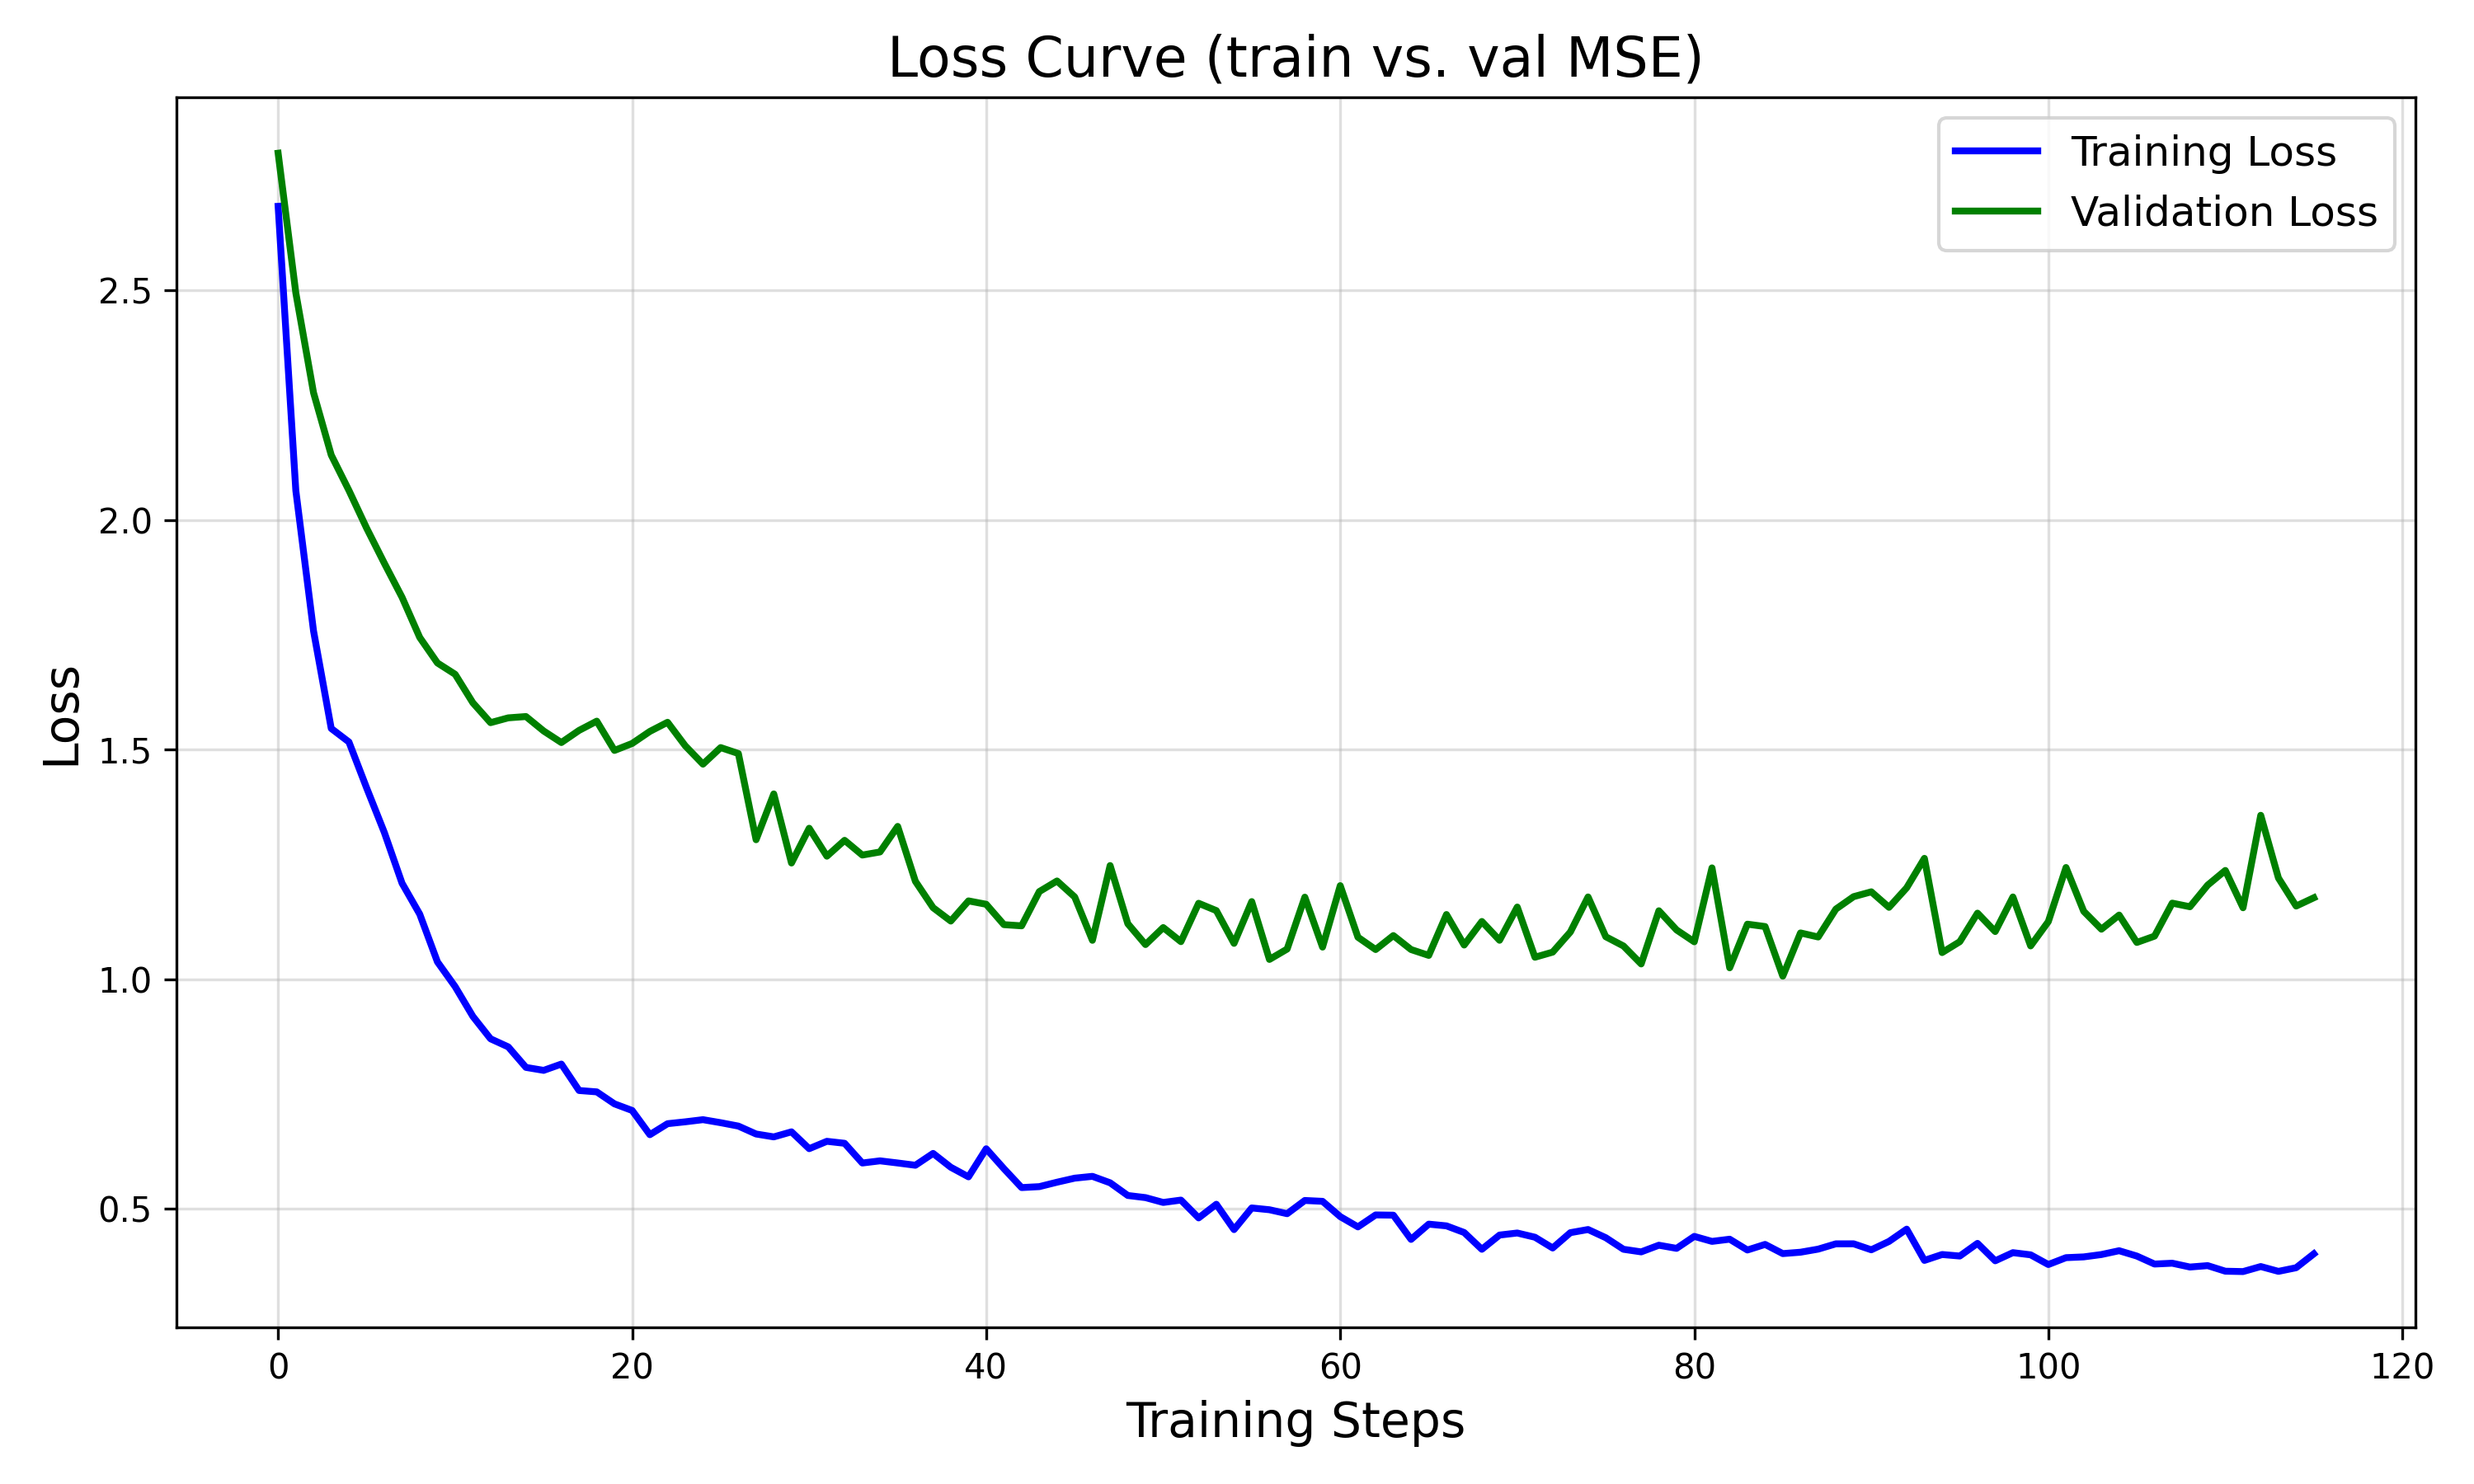 Loss Curve (train vs. val MSE)
Training Loss
Validation Loss
Loss
2.5
2.0
1.5
1.0
0.5
0 20 40 60 80 100 120
Training Steps